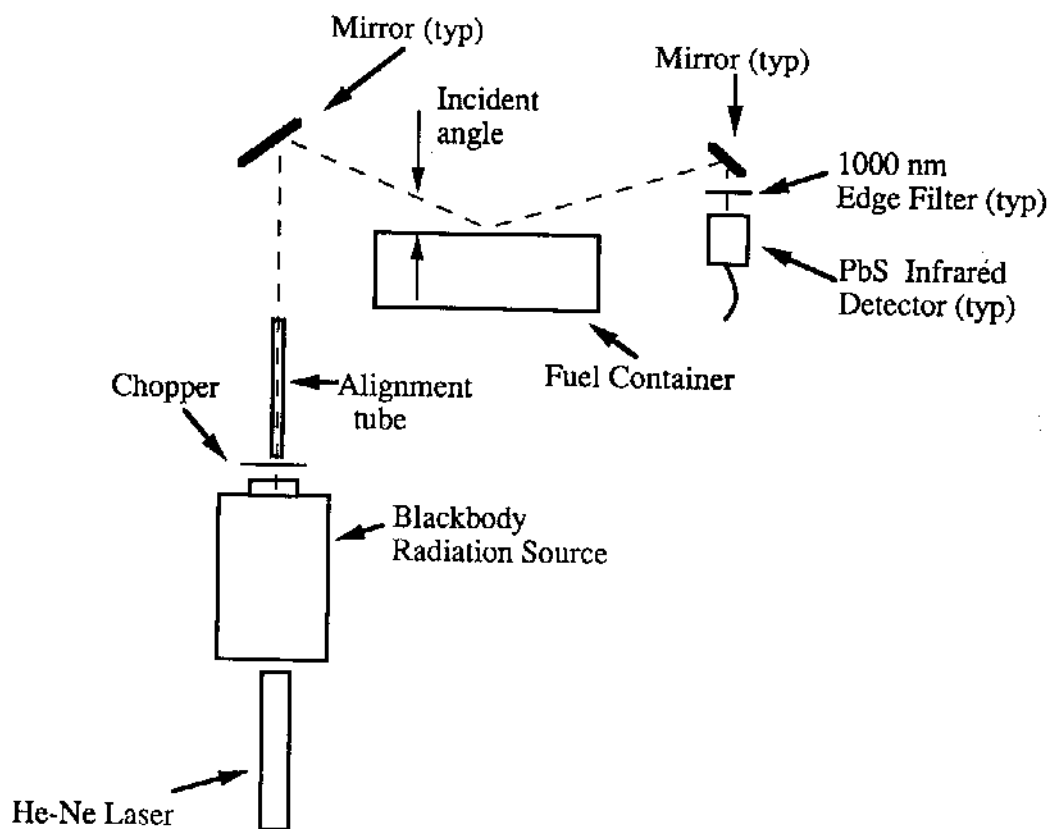 Mirror (typ)
Mirror (typ)
Incident
angle
1000 nm
Edge Filter (typ)
PbS Infrared
Detector (typ)
Fuel Container
Chopper
Alignment
tube
Blackbody
Radiation Source
He-Ne Laser